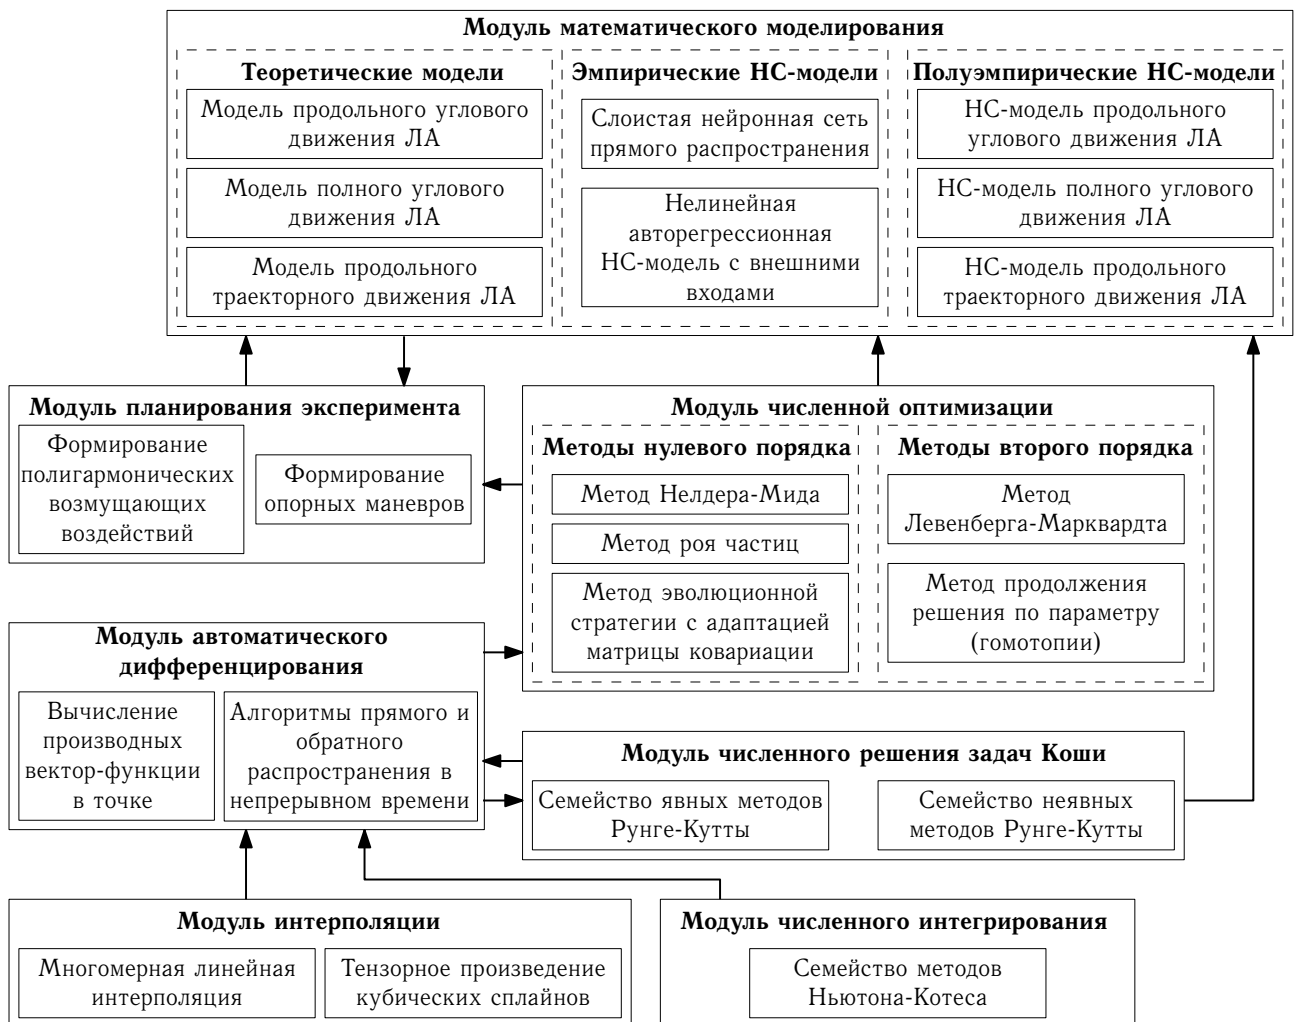 Модуль математического моделирования
Теоретические модели
Модель продольного углового
движения ЛА
Модель полного углового
движения ЛА
Модель продольного
траекторного движения ЛА
Эмпирические НС-модели
Слоистая нейронная сеть
прямого распространения
Нелинейная
авторегрессионная
НС-модель с внешними
входами
Полуэмпирические НС-модели
НС-модель продольного
углового движения ЛА
НС-модель полного углового
движения ЛА
НС-модель продольного
траекторного движения ЛА
Модуль планирования эксперимента
Формирование
полигармонических
возмущающих
воздействий
Формирование
опорных маневров
Модуль численной оптимизации
Методы нулевого порядка
Метод Нелдера-Мида
Метод роя частиц
Метод эволюционной
стратегии с адаптацией
матрицы ковариации
Методы второго порядка
Метод
Левенберга-Марквардта
Метод продолжения
решения по параметру
(гомотопии)
Модуль автоматического
дифференцирования
Вычисление
производных
вектор-функции
в точке
Алгоритмы прямого и
обратного
распространения в
непрерывном времени
Модуль численного решения задач Коши
Семейство явных методов
Рунге-Кутты
Семейство неявных
методов Рунге-Кутты
Модуль интерполяции
Многомерная линейная
интерполяция
Тензорное произведение
кубических сплайнов
Модуль численного интегрирования
Семейство методов
Ньютона-Котеса